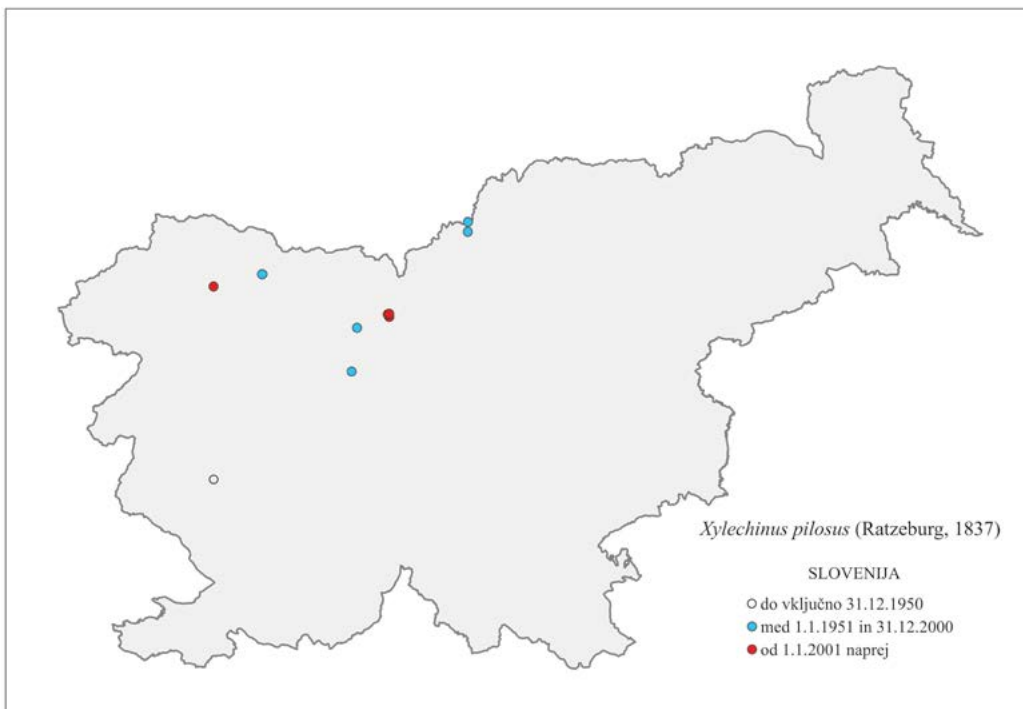 Xylechinus pilosus (Ratzeburg, 1837)
SLOVENIJA
do vključno 31.12.1950
med 1.1.1951 in 31.12.2000
od 1.1.2001 naprej